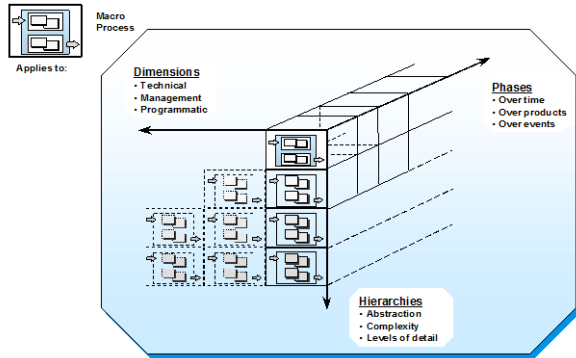 Macro
Process
Applies to:
Dimensions
• Technical
• Management
• Programmatic
Phases
• Over time
• Over products
• Over events
Hierarchies
• Abstraction
• Complexity
• Levels of detail